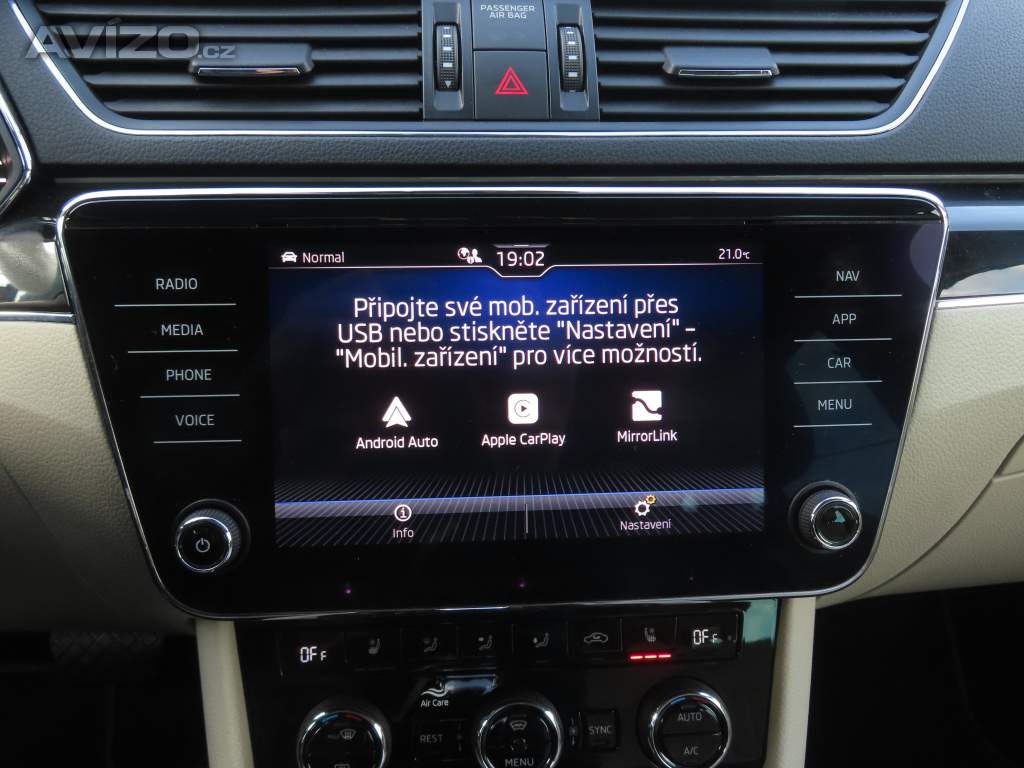 AVÍZO.cz
PASSENGER
AIR BAG
RADIO
MEDIA
PHONE
VOICE
Normal
19:02
21.0°C
Připojte své mob. zařízení přes
USB nebo stiskněte "Nastavení" –
"Mobil. zařízení" pro více možností.
Android Auto
Apple CarPlay
MirrorLink
Info
Nastavení
NAV
APP
CAR
MENU
OFF
OFF
Air Care
REST
MENU
SYNC
AUTO
A/C